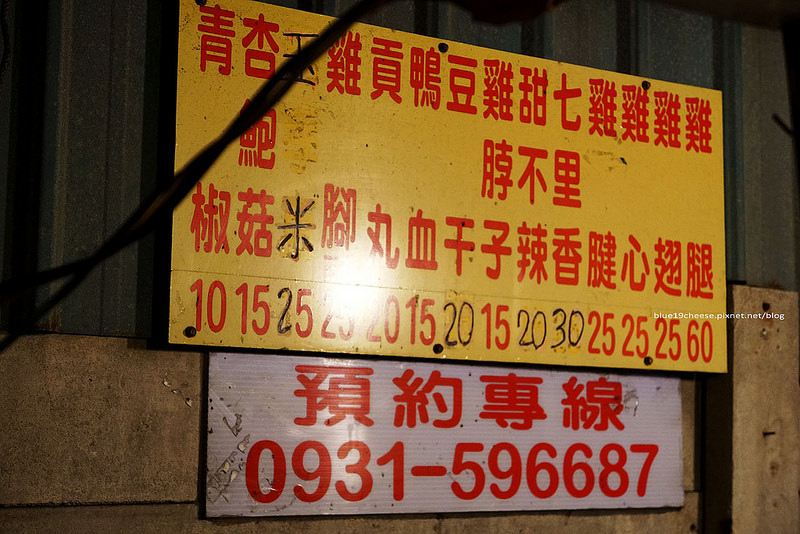 青椒 10
杏鮑菇 15
玉米 25
雞腳 25
貢丸 20
鴨血 15
豆干 20
雞脖子 15
甜不辣 20
七里香 30
雞腱 25
雞心 25
雞翅 25
雞腿 60
預約專線
0931-596687
blue19cheese.pixnet.net/blog